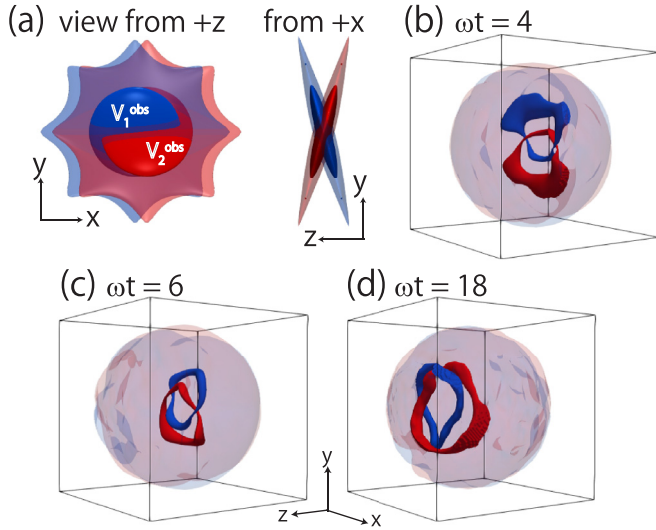 (a) view from +z from +x
𝕍₁ᵒᵇˢ
𝕍₂ᵒᵇˢ
y
x
y
z
(b) ωt = 4
(c) ωt = 6
(d) ωt = 18
y
z
x